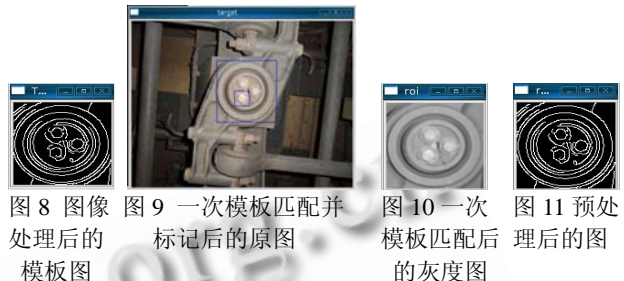 target
T...
roi
r...
图 8 图像
处理后的
模板图
图 9 一次模板匹配并
标记后的原图
图 10 一次
模板匹配后
的灰度图
图 11 预处
理后的图